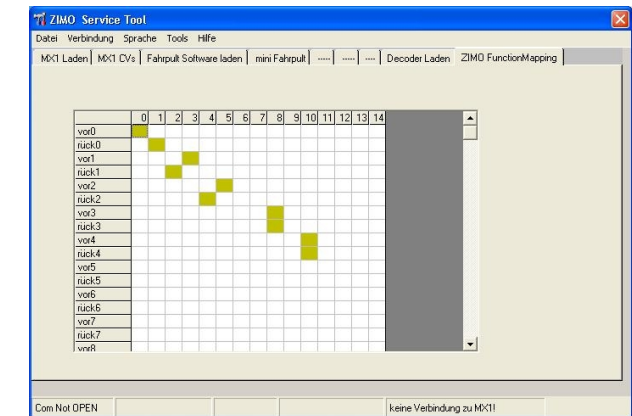 ZIMO Service Tool
Datei Verbindung Sprache Tools Hilfe
MX1 Laden MX1 CVs Fahrpult Software laden mini Fahrpult ----- ----- ---- Decoder Laden ZIMO FunctionMapping
0 1 2 3 4 5 6 7 8 9 10 11 12 13 14
vor0
rück0
vor1
rück1
vor2
rück2
vor3
rück3
vor4
rück4
vor5
rück5
vor6
rück6
vor7
rück7
vor8
Com Not OPEN keine Verbindung zu MX1!